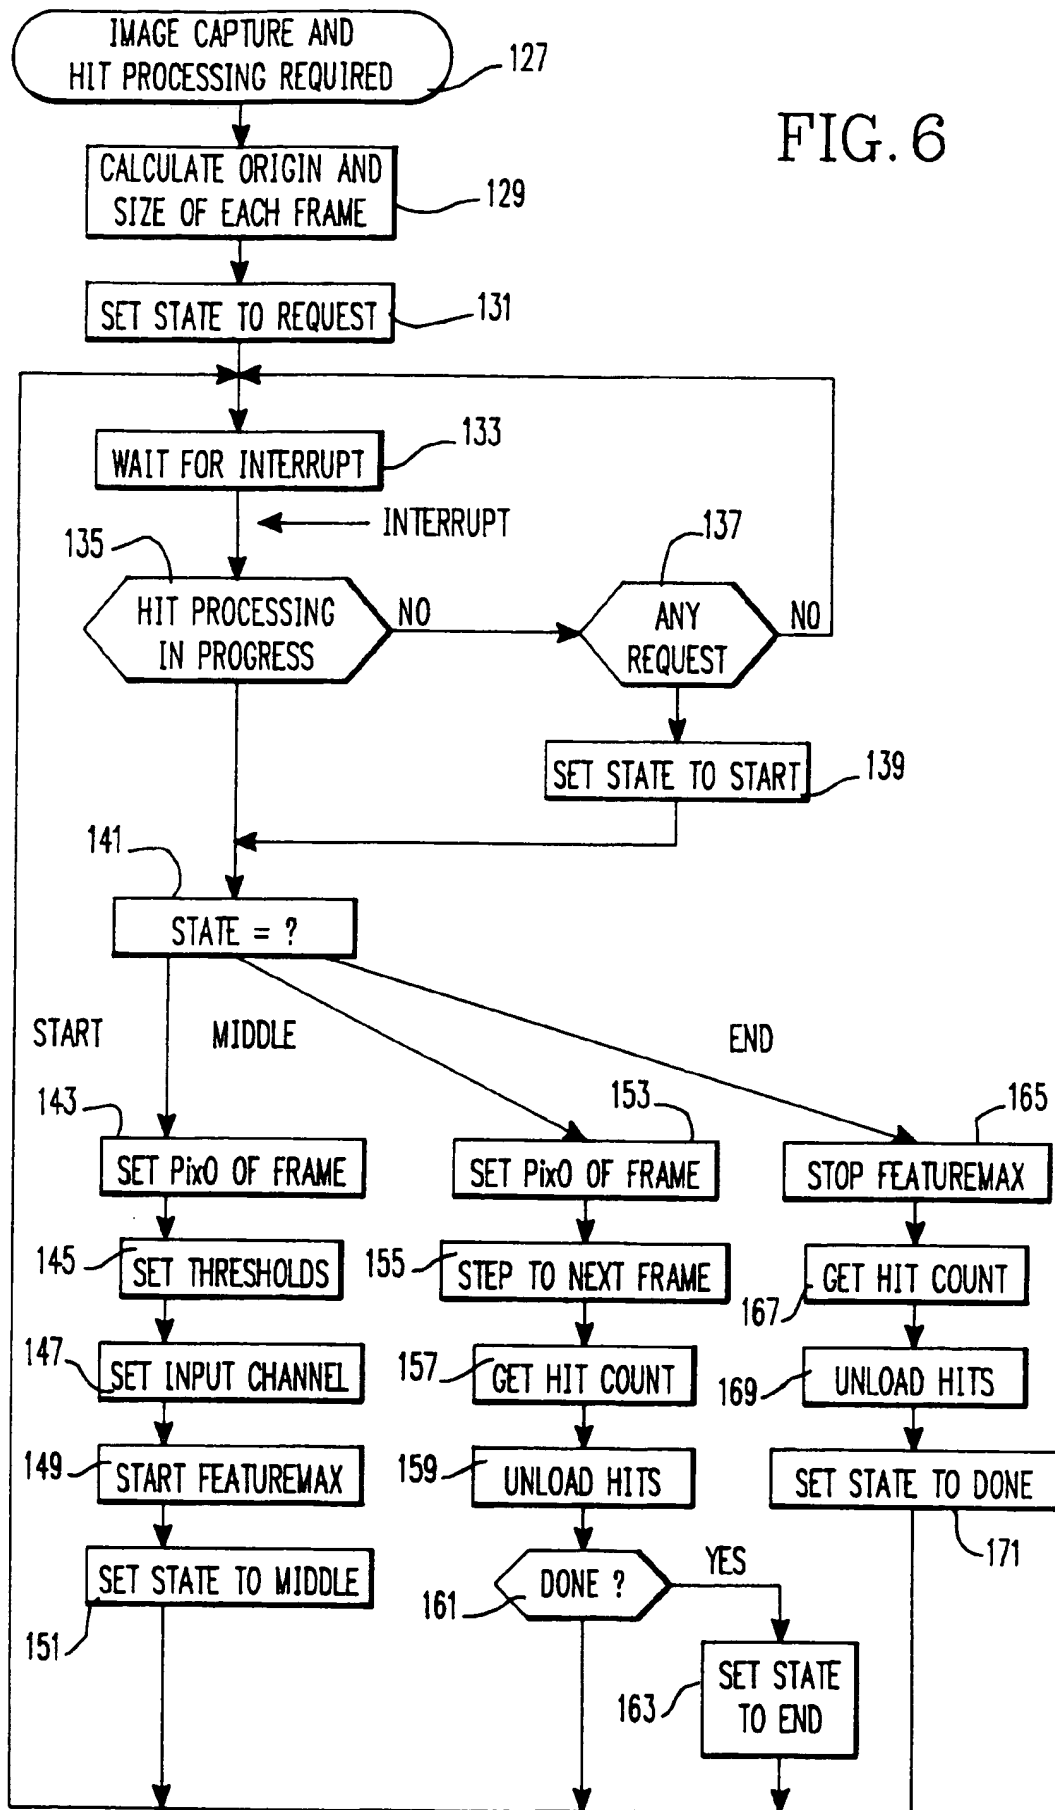 IMAGE CAPTURE AND
HIT PROCESSING REQUIRED
127
FIG. 6
CALCULATE ORIGIN AND
SIZE OF EACH FRAME
129
SET STATE TO REQUEST
131
WAIT FOR INTERRUPT
133
INTERRUPT
135
HIT PROCESSING
IN PROGRESS
NO
137
ANY
REQUEST
NO
SET STATE TO START
139
141
STATE = ?
START
MIDDLE
END
143
SET Pix0 OF FRAME
145
SET THRESHOLDS
147
SET INPUT CHANNEL
149
START FEATUREMAX
SET STATE TO MIDDLE
151
153
SET Pix0 OF FRAME
155
STEP TO NEXT FRAME
157
GET HIT COUNT
159
UNLOAD HITS
DONE ?
161
YES
SET STATE
TO END
163
165
STOP FEATUREMAX
GET HIT COUNT
167
UNLOAD HITS
169
SET STATE TO DONE
171